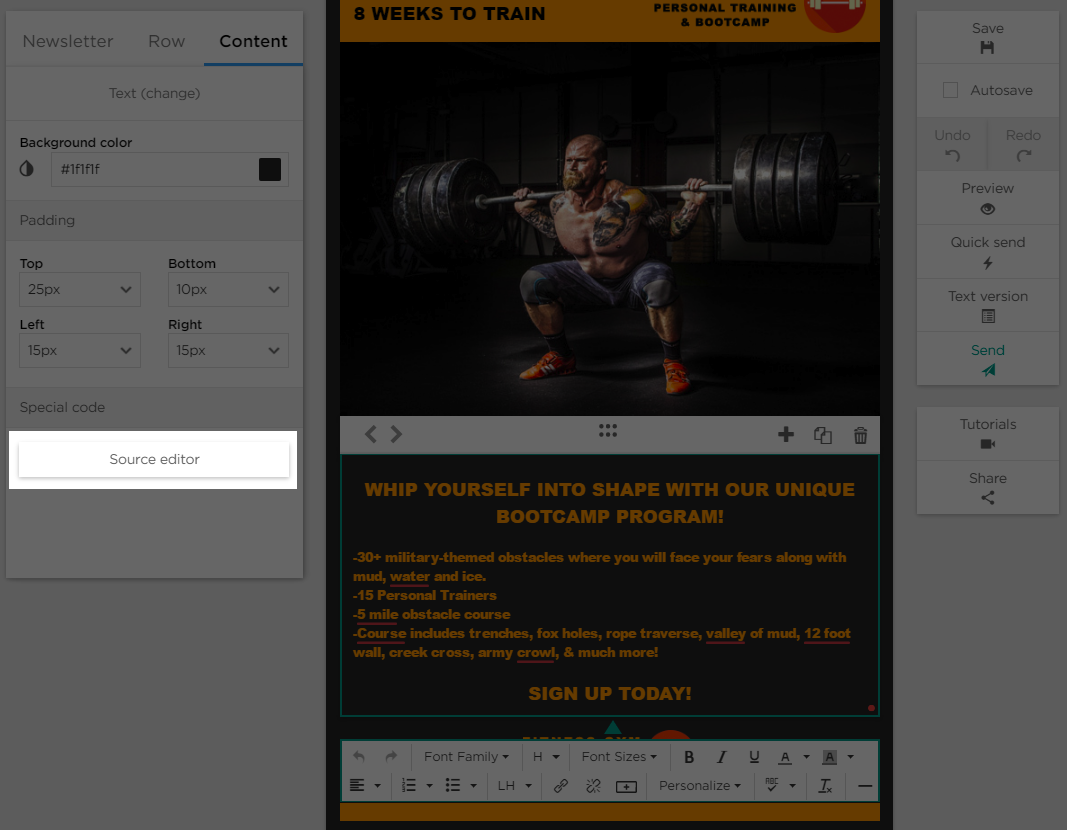 Newsletter
Row
Content
Text (change)
Background color
#1f1f1f
Padding
Top
Bottom
25px
10px
Left
Right
15px
15px
Special code
Source editor
8 WEEKS TO TRAIN
PERSONAL TRAINING
& BOOTCAMP
WHIP YOURSELF INTO SHAPE WITH OUR UNIQUE
BOOTCAMP PROGRAM!
-30+ military-themed obstacles where you will face your fears along with
mud, water and ice.
-15 Personal Trainers
-5 mile obstacle course
-Course includes trenches, fox holes, rope traverse, valley of mud, 12 foot
wall, creek cross, army crowl, & much more!
SIGN UP TODAY!
Font Family
H
Font Sizes
B
I
U
A
A
LH
Personalize
ABC
Save
Autosave
Undo
Redo
Preview
Quick send
Text version
Send
Tutorials
Share